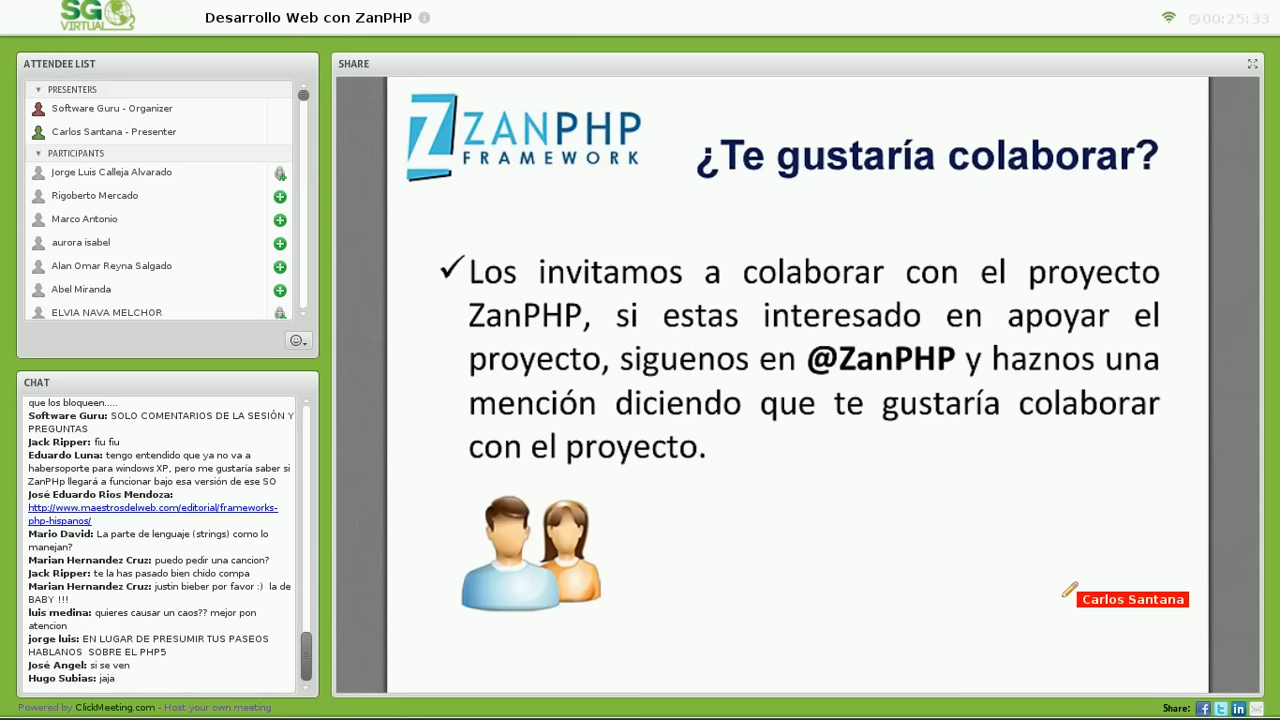 SG
VIRTUAL
Desarrollo Web con ZanPHP
00:25:33
ATTENDEE LIST
PRESENTERS
Software Guru - Organizer
Carlos Santana - Presenter
PARTICIPANTS
Jorge Luis Calleja Alvarado
Rigoberto Mercado
Marco Antonio
aurora isabel
Alan Omar Reyna Salgado
Abel Miranda
ELVIA NAVA MELCHOR
CHAT
que los bloqueen.....
Software Guru: SOLO COMENTARIOS DE LA SESIÓN Y
PREGUNTAS
Jack Ripper: fiu fiu
Eduardo Luna: tengo entendido que ya no va a
habersoporte para windows XP, pero me gustaría saber si
ZanPHp llegará a funcionar bajo esa versión de ese SO
José Eduardo Rios Mendoza:
http://www.maestrosdelweb.com/editorial/frameworks-
php-hispanos/
Mario David: La parte de lenguaje (strings) como lo
manejan?
Marian Hernandez Cruz: puedo pedir una cancion?
Jack Ripper: te la has pasado bien chido compa
Marian Hernandez Cruz: justin bieber por favor :)  la de
BABY !!!
luis medina: quieres causar un caos?? mejor pon
atencion
jorge luis: EN LUGAR DE PRESUMIR TUS PASEOS
HABLANOS  SOBRE EL PHP5
José Angel: si se ven
Hugo Subias: jaja
SHARE
ZANPHP
FRAMEWORK
¿Te gustaría colaborar?
Los invitamos a colaborar con el proyecto
ZanPHP, si estas interesado en apoyar el
proyecto, siguenos en @ZanPHP y haznos una
mención diciendo que te gustaría colaborar
con el proyecto.
Carlos Santana
Powered by ClickMeeting.com - Host your own meeting
Share: